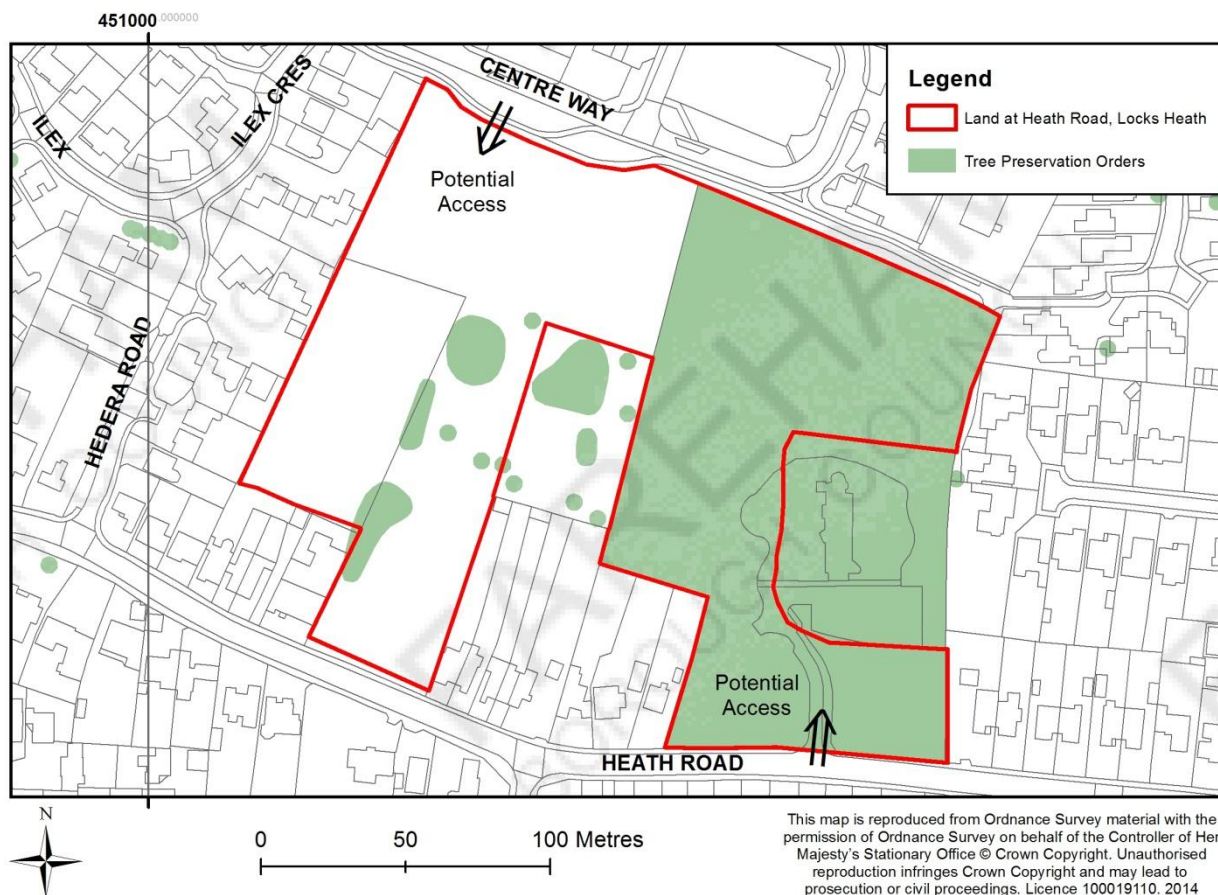 451000.000000
CENTRE WAY
ILEX CRES
ILEX
Legend
Land at Heath Road, Locks Heath
Tree Preservation Orders
Potential
Access
HEDERA ROAD
Potential
Access
HEATH ROAD
FAREHAM
BOROUGH COUNCIL
N
0 50 100 Metres
This map is reproduced from Ordnance Survey material with the
permission of Ordnance Survey on behalf of the Controller of Her
Majesty's Stationary Office © Crown Copyright. Unauthorised
reproduction infringes Crown Copyright and may lead to
prosecution or civil proceedings. Licence 100019110. 2014